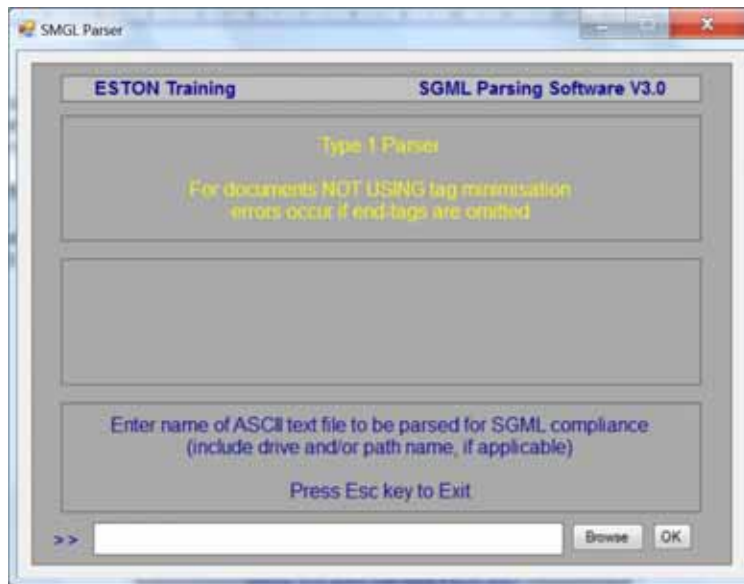 SMGL Parser
ESTON Training SGML Parsing Software V3.0
Type 1 Parser
For documents NOT USING tag minimisation
errors occur if end-tags are omitted
Enter name of ASCII text file to be parsed for SGML compliance
(include drive and/or path name, if applicable)
Press Esc key to Exit
>> Browse OK